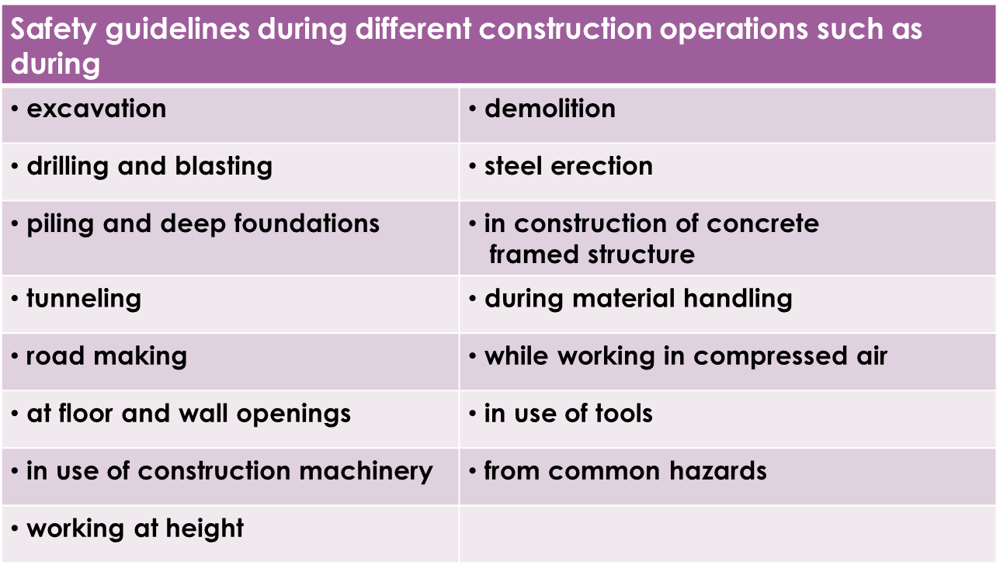 Safety guidelines during different construction operations such as
during
• excavation
• demolition
• drilling and blasting
• steel erection
• piling and deep foundations
• in construction of concrete
framed structure
• tunneling
• during material handling
• road making
• while working in compressed air
• at floor and wall openings
• in use of tools
• in use of construction machinery
• from common hazards
• working at height